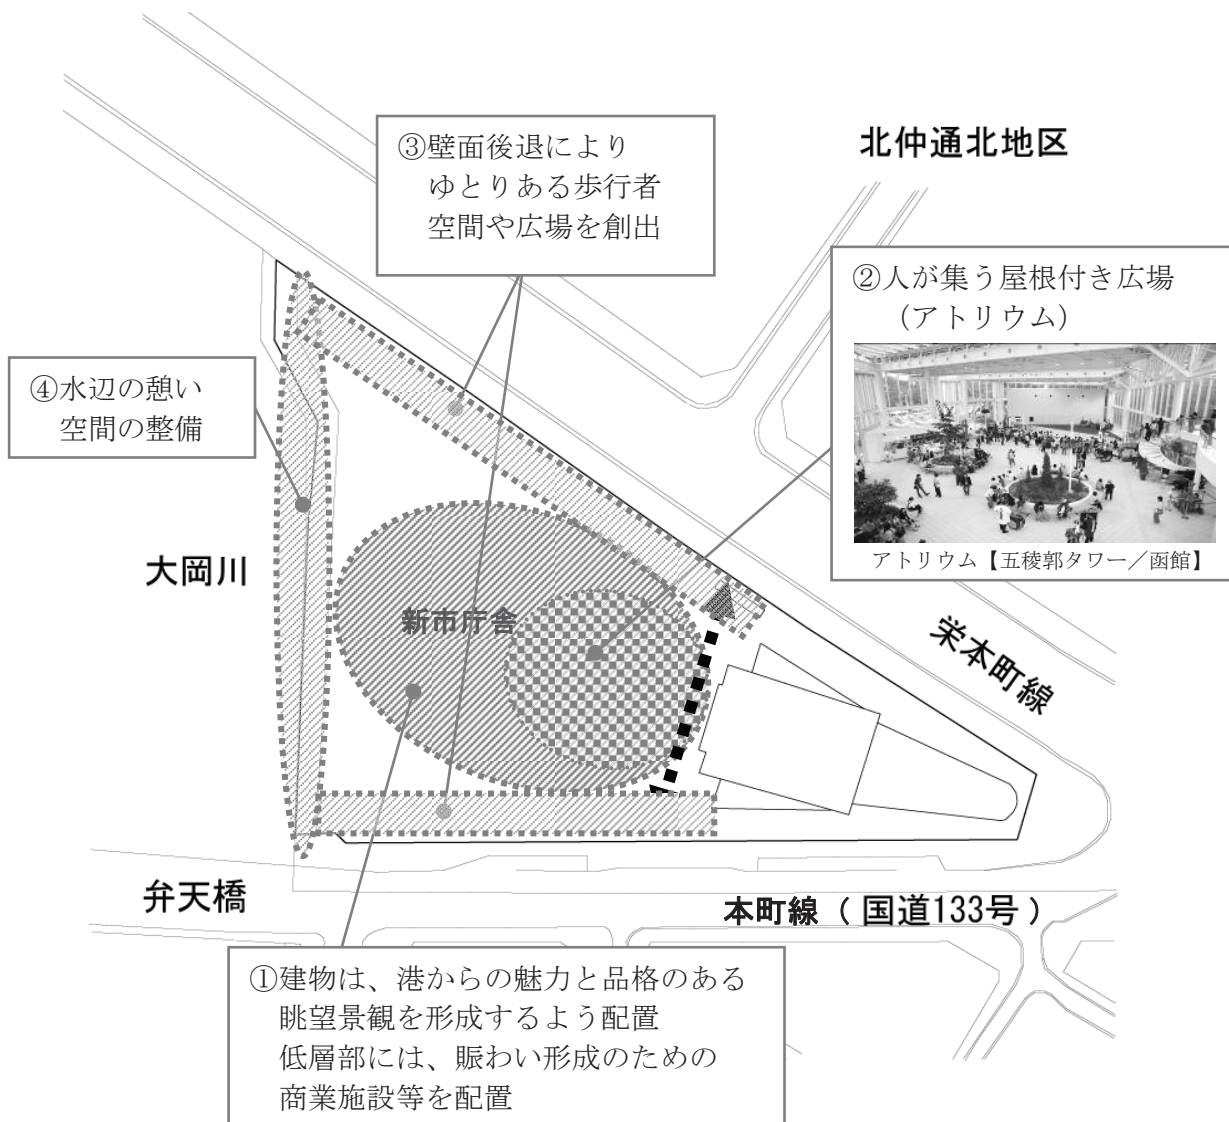 ③壁面後退により
ゆとりある歩行者
空間や広場を創出
北仲通北地区
②人が集う屋根付き広場
（アトリウム）
アトリウム【五稜郭タワー／函館】
④水辺の憩い
空間の整備
大岡川
新市庁舎
栄本町線
弁天橋
本町線（国道133号）
①建物は、港からの魅力と品格のある
眺望景観を形成するよう配置
低層部には、賑わい形成のための
商業施設等を配置